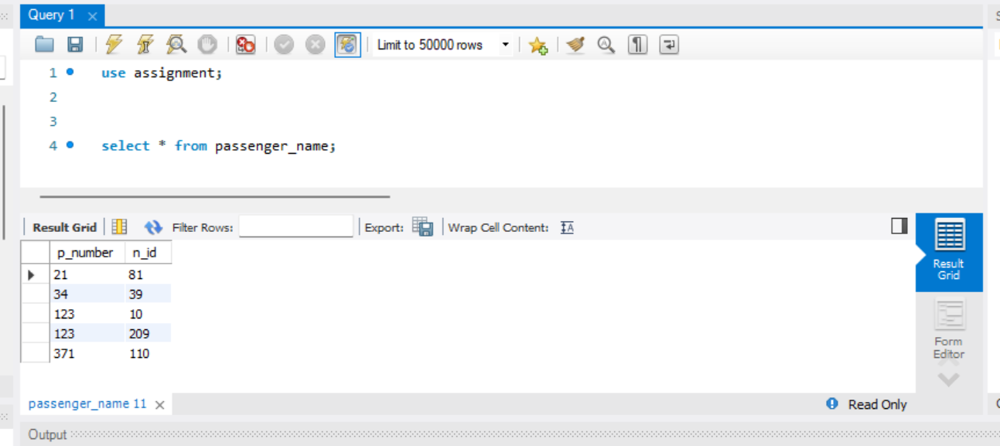 Query 1
Limit to 50000 rows
1 use assignment;
2
3
4 select * from passenger_name;
Result Grid Filter Rows: Export: Wrap Cell Content: IA
p_number n_id
21 81
34 39
123 10
123 209
371 110
Result
Grid
Form
Editor
passenger_name 11
Read Only
Output